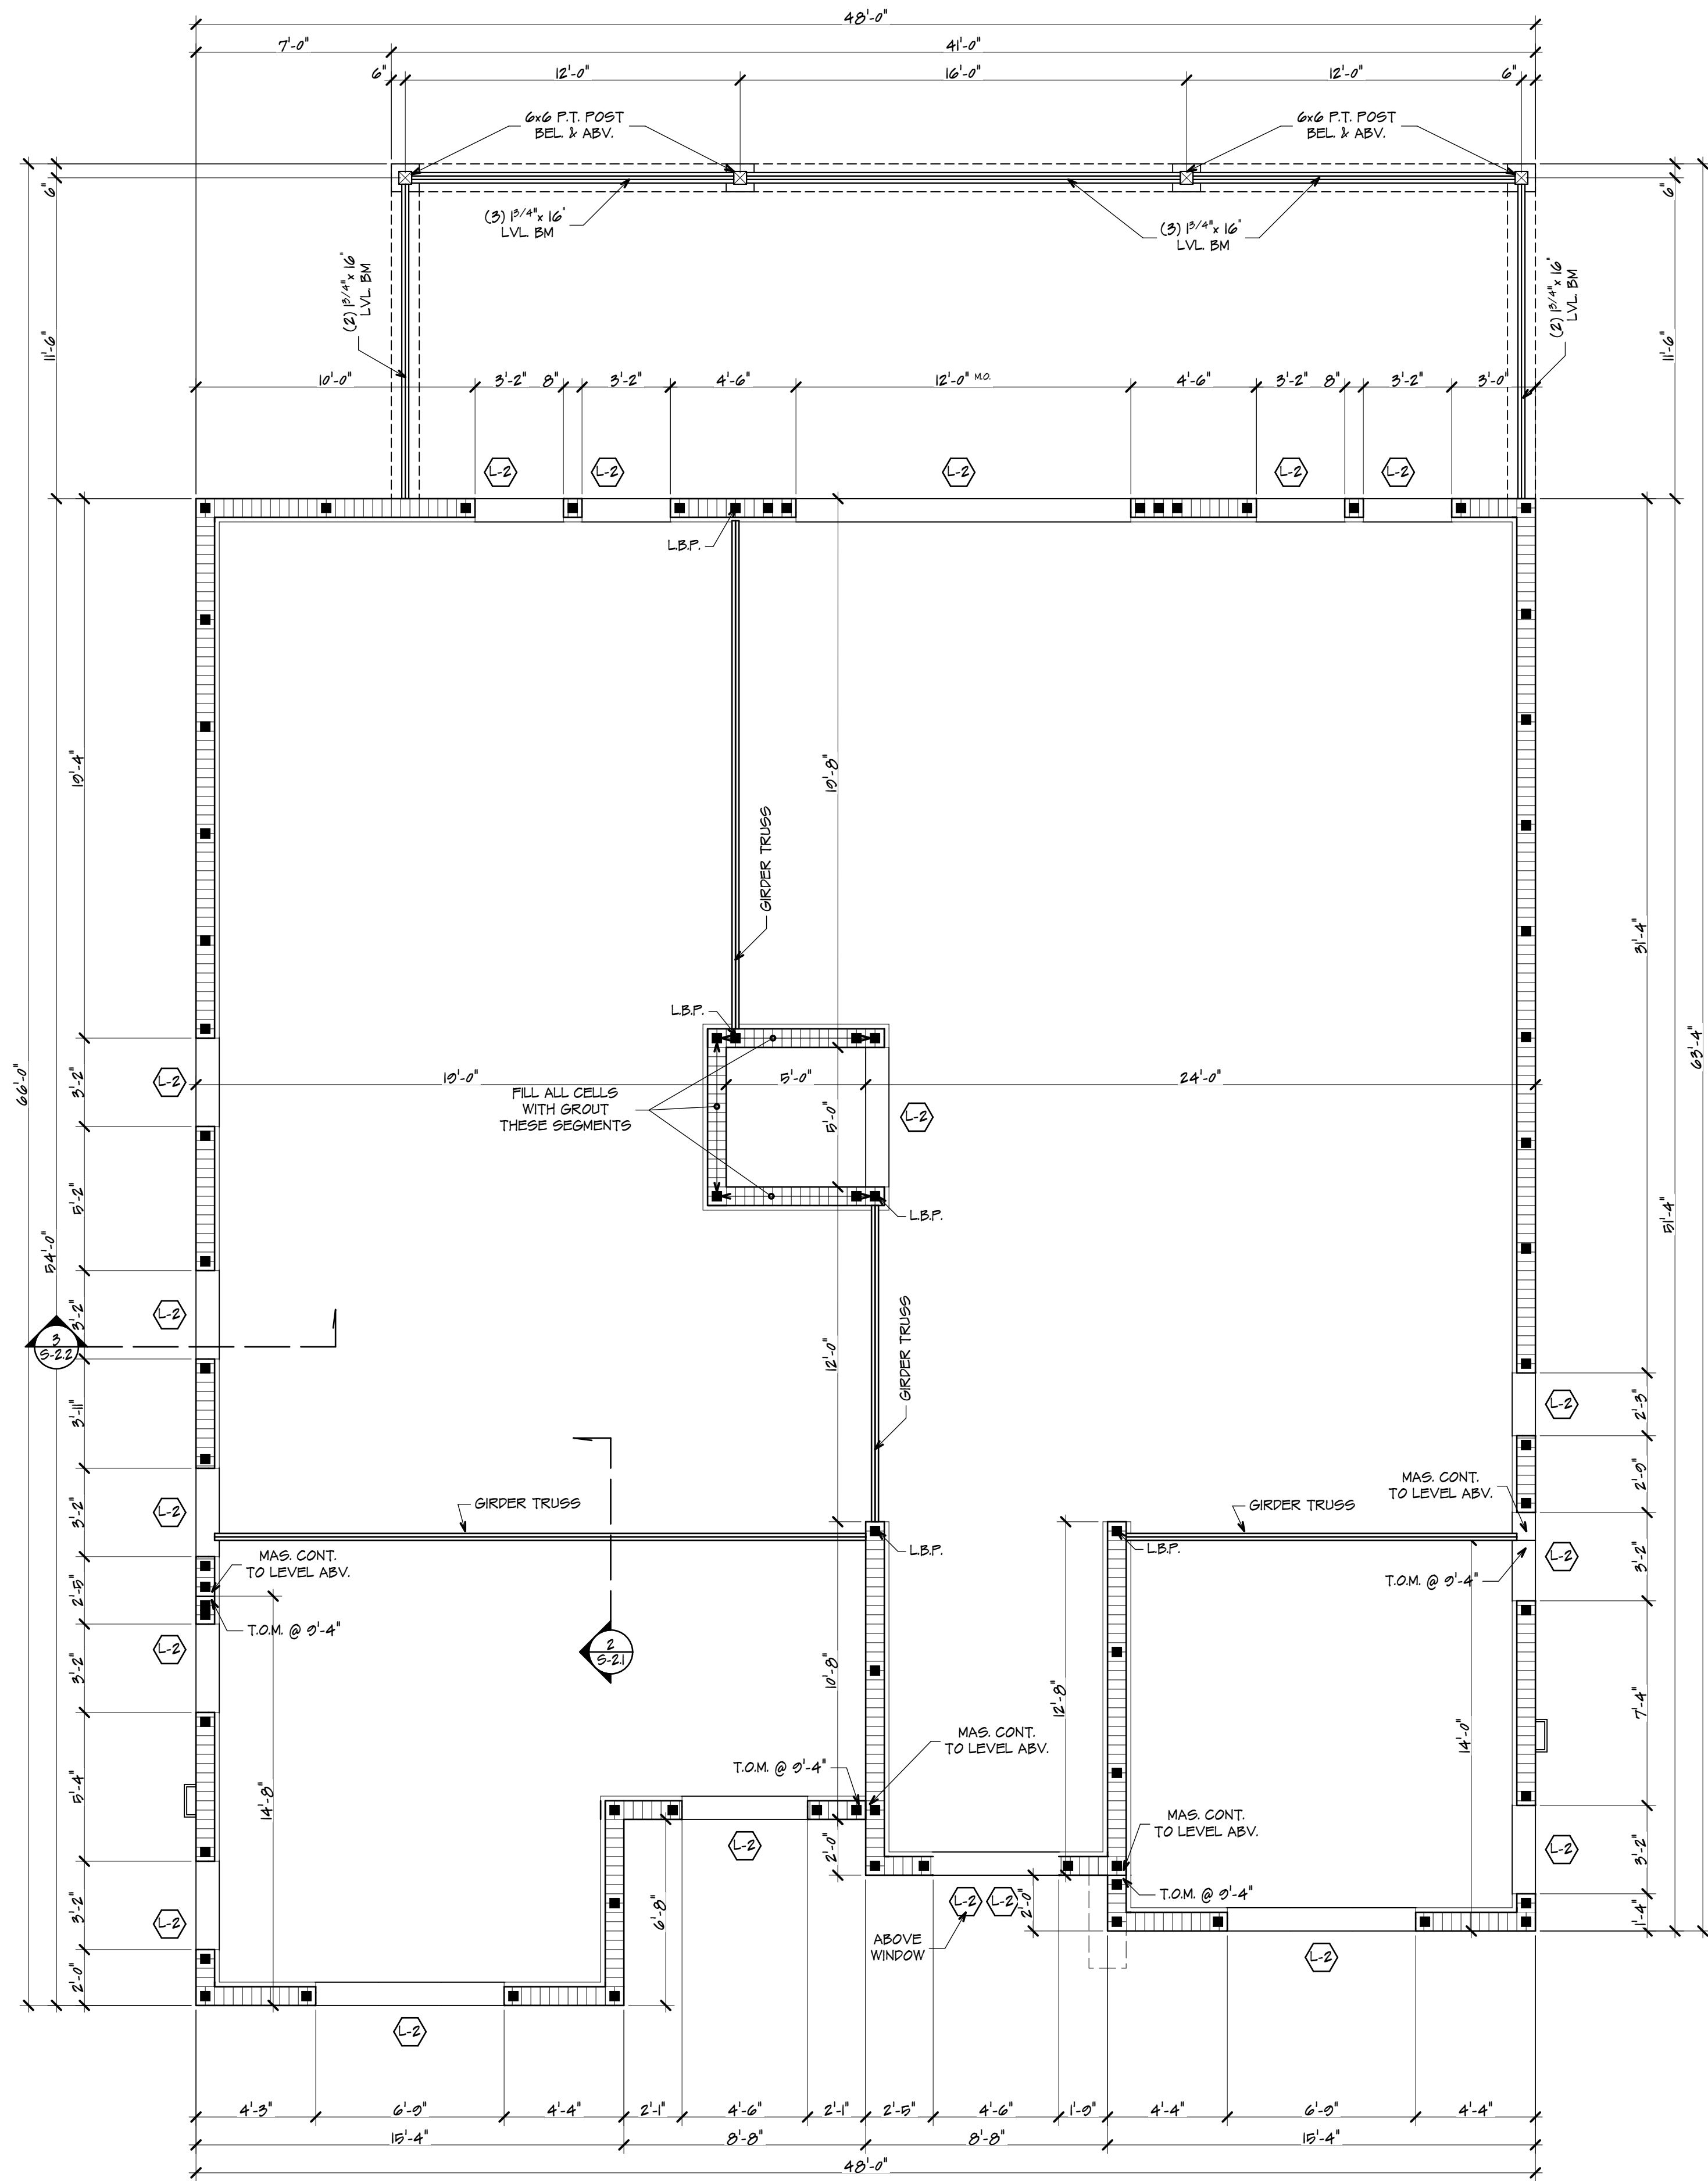 48'-0"
7'-0"
41'-0"
6"
12'-0"
16'-0"
12'-0"
6"
6x6 P.T. POST
BEL. & ABV.
6x6 P.T. POST
BEL. & ABV.
6"
6"
(3) 1 3/4" x 16"
LVL. BM
(3) 1 3/4" x 16"
LVL. BM
(2) 1 3/4" x 16"
LVL. BM
(2) 1 3/4" x 16"
LVL. BM
11'-6"
11'-6"
10'-0"
3'-2"
8"
3'-2"
4'-6"
12'-0" M.O.
4'-6"
3'-2"
8"
3'-2"
3'-0"
L-2
L-2
L-2
L-2
L-2
L.B.P.
19'-4"
19'-8"
GIRDER TRUSS
31'-4"
L.B.P.
66'-0"
63'-4"
3'-2"
L-2
19'-0"
5'-0"
24'-0"
FILL ALL CELLS
WITH GROUT
THESE SEGMENTS
5'-0"
L-2
5'-2"
L.B.P.
54'-0"
51'-4"
3'-2"
L-2
3
S-2.2
12'-0"
GIRDER TRUSS
3'-11"
2'-3"
L-2
2'-9"
MAS. CONT.
TO LEVEL ABV.
3'-2"
L-2
GIRDER TRUSS
GIRDER TRUSS
MAS. CONT.
TO LEVEL ABV.
L.B.P.
L.B.P.
3'-2"
L-2
T.O.M. @ 9'-4"
2'-5"
T.O.M. @ 9'-4"
3'-2"
L-2
2
S-2.1
10'-8"
12'-8"
7'-4"
MAS. CONT.
TO LEVEL ABV.
14'-0"
T.O.M. @ 9'-4"
5'-4"
14'-8"
MAS. CONT.
TO LEVEL ABV.
L-2
2'-0"
3'-2"
L-2
T.O.M. @ 9'-4"
3'-2"
L-2
6'-8"
L-2
L-2
2'-0"
1'-4"
ABOVE
WINDOW
L-2
2'-0"
L-2
4'-3"
6'-9"
4'-4"
2'-1"
4'-6"
2'-1"
2'-5"
4'-6"
1'-9"
4'-4"
6'-9"
4'-4"
15'-4"
8'-8"
8'-8"
15'-4"
48'-0"